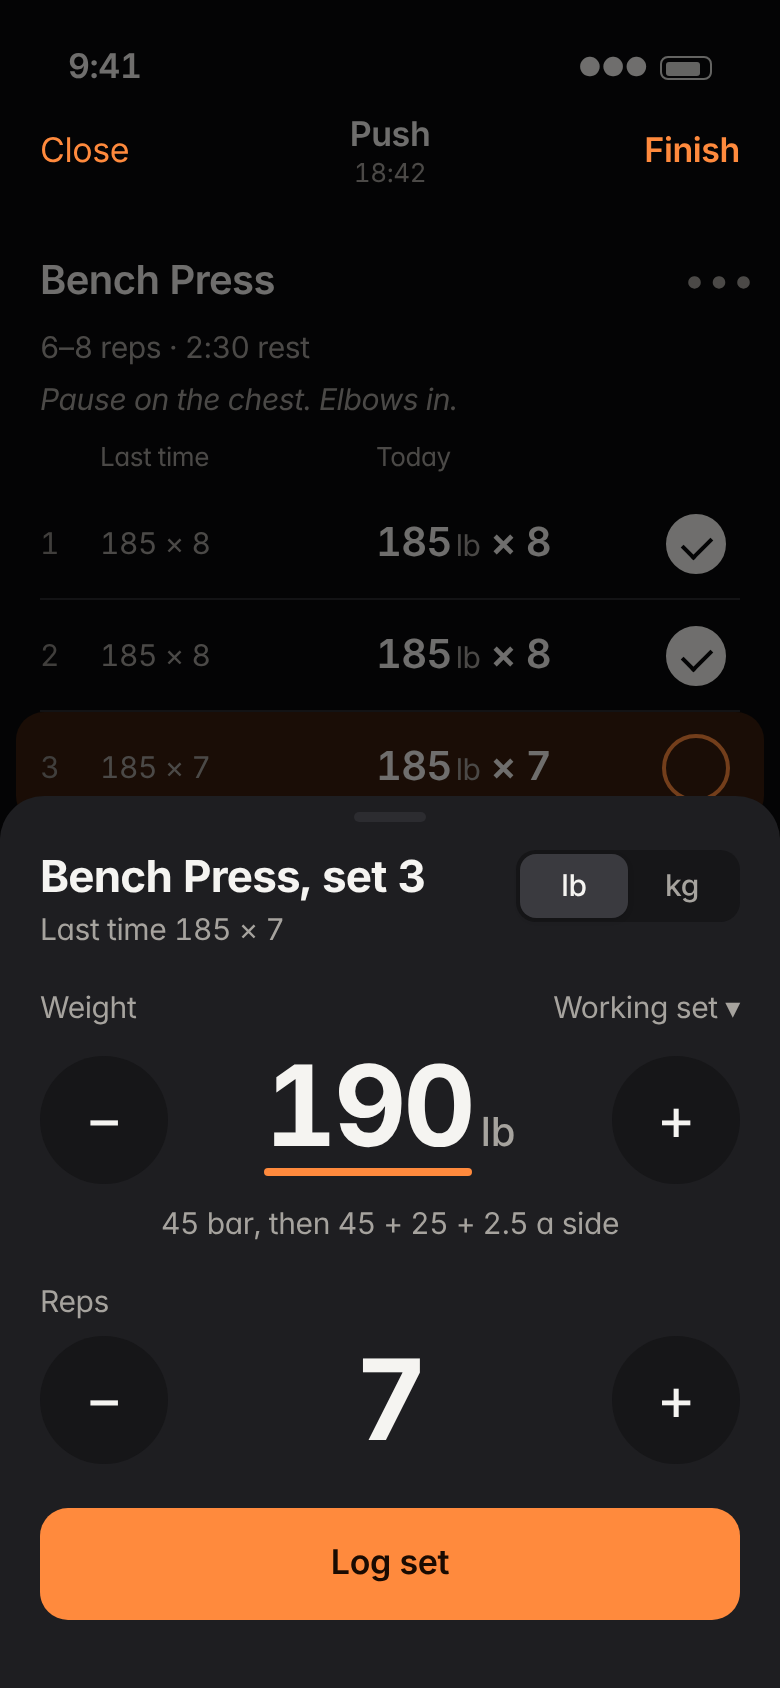 9:41
Close
Push
Finish
18:42
Bench Press
6–8 reps · 2:30 rest
Pause on the chest. Elbows in.
Last time Today
1 185 × 8 185 lb × 8
2 185 × 8 185 lb × 8
3 185 × 7 185 lb × 7
Bench Press, set 3
lb kg
Last time 185 × 7
Weight Working set ▾
− 190 lb +
45 bar, then 45 + 25 + 2.5 a side
Reps
− 7 +
Log set